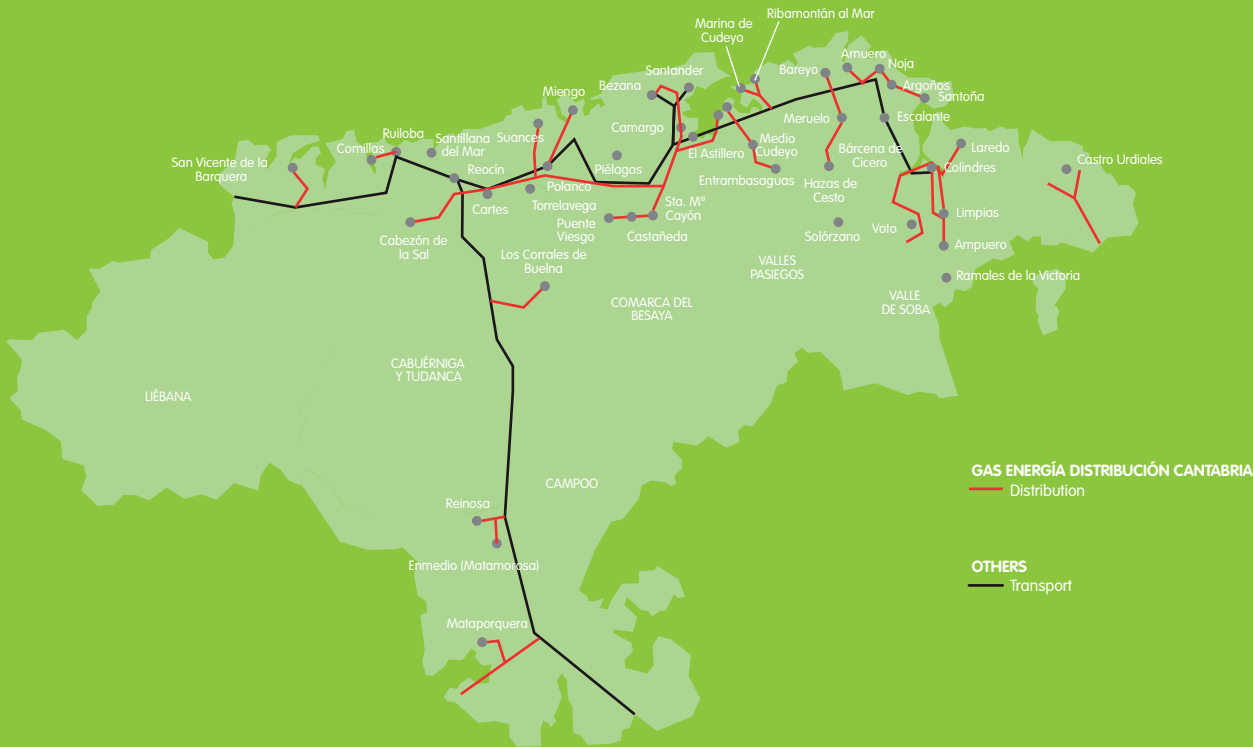 Ribamontán al Mar
Marina de
Cudeyo
Arnuero
Noja
Bareyo
Santander
Bezana
Argoños
Santoña
Miengo
Escalante
Meruelo
Camargo
Suances
Ruiloba
Santillana
del Mar
Comillas
Medio
Cudeyo
El Astillero
Bárcena de
Cicero
Laredo
Castro Urdiales
San Vicente de la
Barquera
Reocín
Piélagos
Colindres
Polanco
Entrambasaguas
Hazas de
Cesto
Torrelavega
Cartes
Sta. Mª
Cayón
Puente
Viesgo
Castañeda
Limpias
Voto
Solórzano
Cabezón de
la Sal
Ampuero
Los Corrales de
Buelna
VALLES
PASIEGOS
Ramales de la Victoria
COMARCA DEL
BESAYA
VALLE
DE SOBA
CABUÉRNIGA
Y TUDANCA
LIÉBANA
GAS ENERGÍA DISTRIBUCIÓN CANTABRIA
Distribution
CAMPOO
Reinosa
Enmedio (Matamorosa)
OTHERS
Transport
Mataporquera